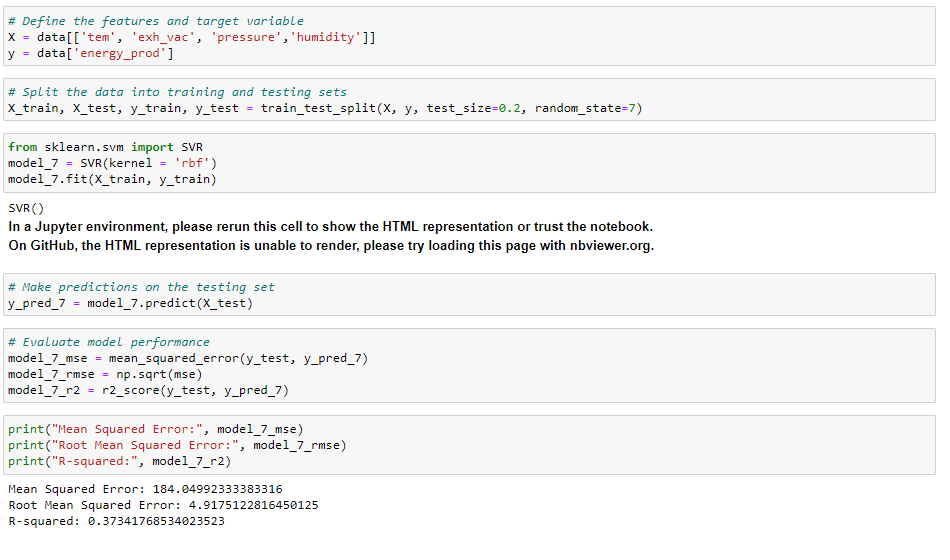 # Define the features and target variable
X = data[['tem', 'exh_vac', 'pressure','humidity']]
y = data['energy_prod']
# Split the data into training and testing sets
X_train, X_test, y_train, y_test = train_test_split(X, y, test_size=0.2, random_state=7)
from sklearn.svm import SVR
model_7 = SVR(kernel = 'rbf')
model_7.fit(X_train, y_train)
SVR()
In a Jupyter environment, please rerun this cell to show the HTML representation or trust the notebook.
On GitHub, the HTML representation is unable to render, please try loading this page with nbviewer.org.
# Make predictions on the testing set
y_pred_7 = model_7.predict(X_test)
# Evaluate model performance
model_7_mse = mean_squared_error(y_test, y_pred_7)
model_7_rmse = np.sqrt(mse)
model_7_r2 = r2_score(y_test, y_pred_7)
print("Mean Squared Error:", model_7_mse)
print("Root Mean Squared Error:", model_7_rmse)
print("R-squared:", model_7_r2)
Mean Squared Error: 184.04992333383316
Root Mean Squared Error: 4.9175122816450125
R-squared: 0.37341768534023523